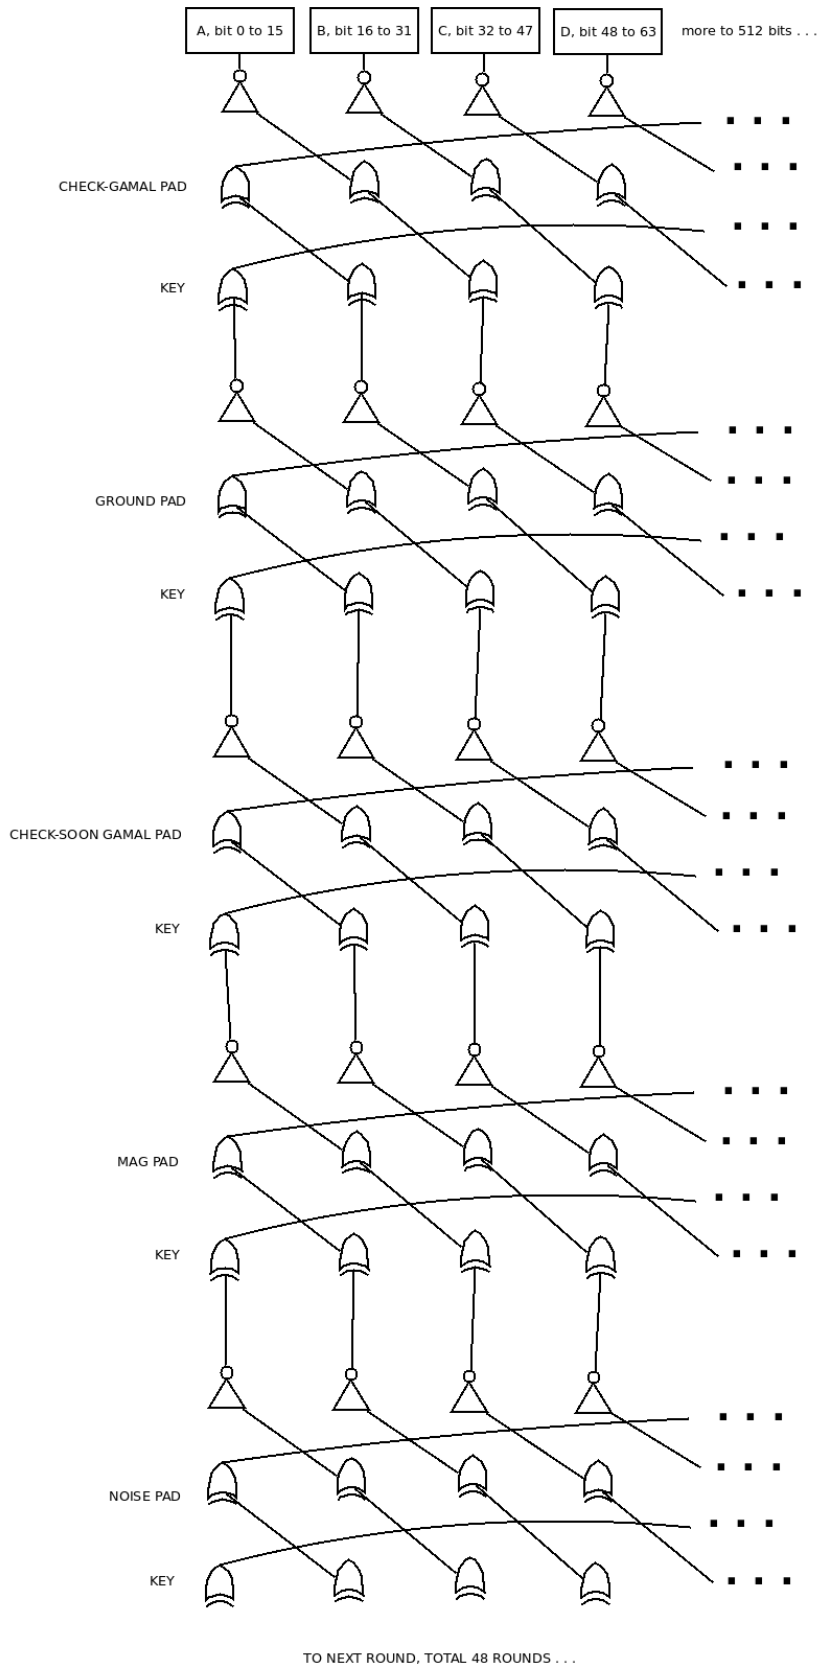 A, bit 0 to 15
B, bit 16 to 31
C, bit 32 to 47
D, bit 48 to 63
more to 512 bits . . .
CHECK-GAMAL PAD
KEY
GROUND PAD
KEY
CHECK-SOON GAMAL PAD
KEY
MAG PAD
KEY
NOISE PAD
KEY
TO NEXT ROUND, TOTAL 48 ROUNDS . . .